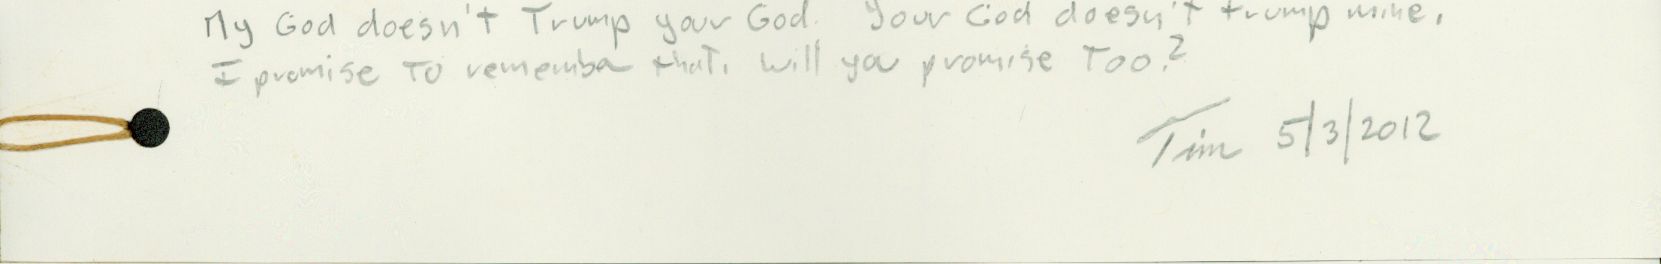 My God doesn't Trump your God. Your God doesn't trump mine.
I promise to remember that. Will you promise Too?
Tim 5/3/2012